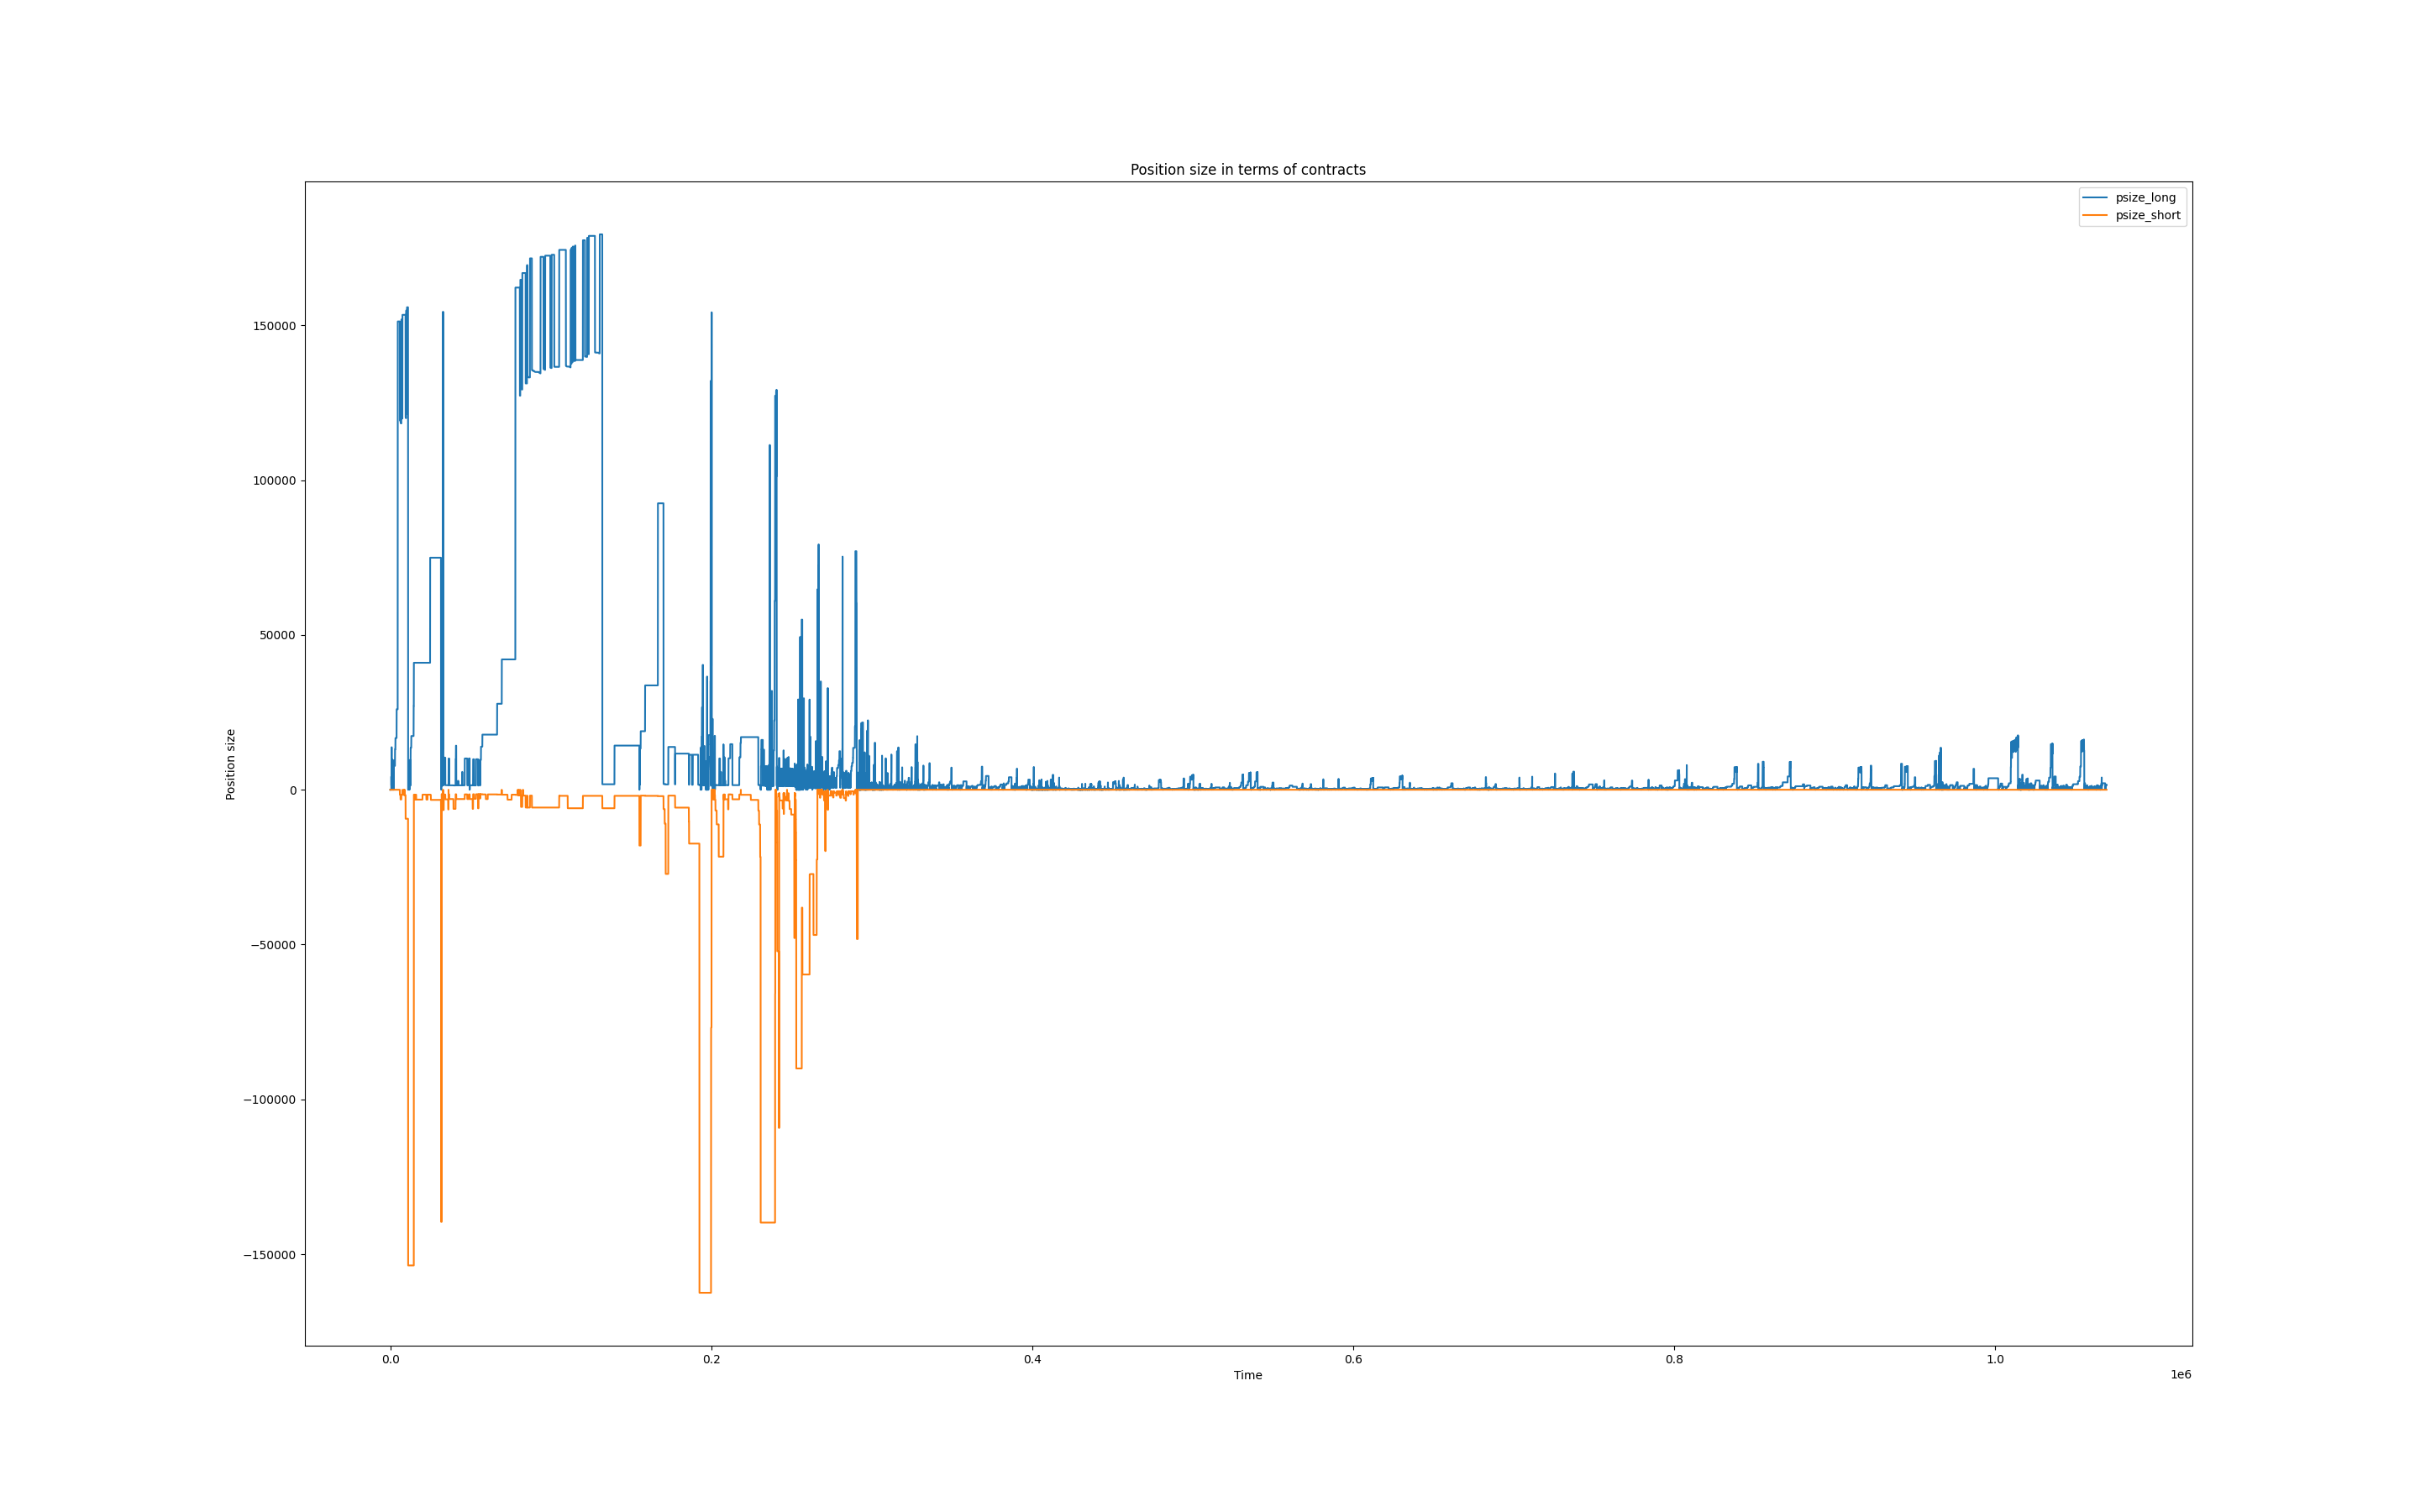 Position size in terms of contracts
psize_long
psize_short
150000
100000
50000
0
−50000
−100000
−150000
Position size
0.0
0.2
0.4
0.6
0.8
1.0
1e6
Time